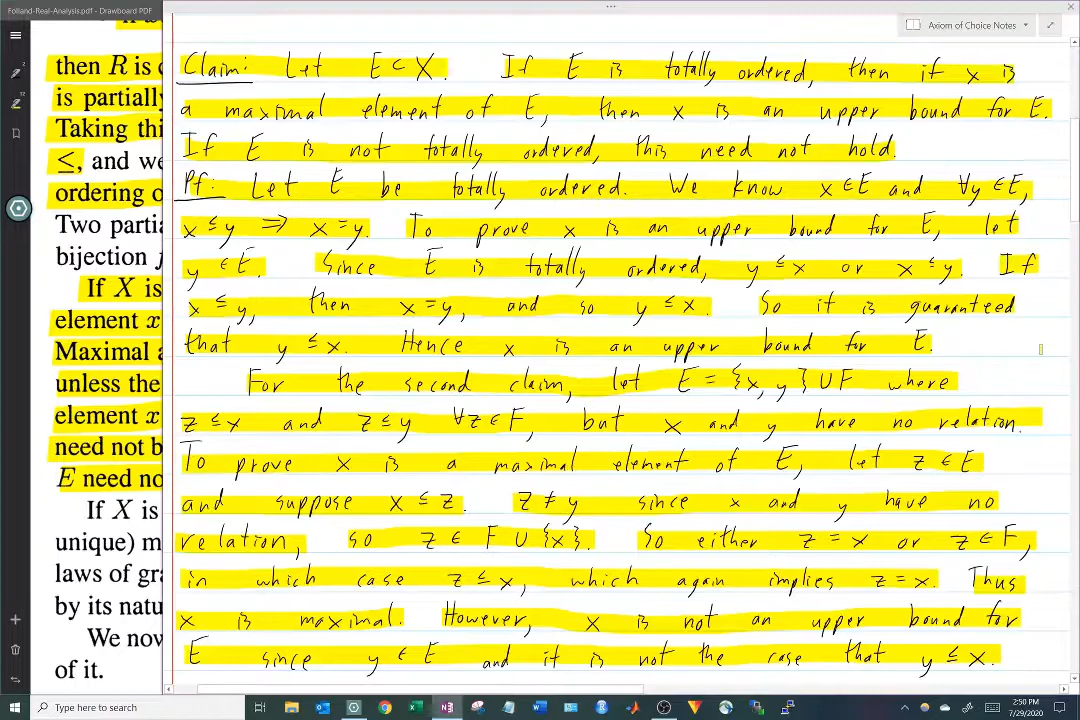 Folland-Real-Analysis.pdf - Drawboard PDF
Axiom of Choice Notes
then R is
is partially
Taking thi
≤, and we
ordering o
Two partia
bijection
If X is
element x
Maximal a
unless the
element x
need not b
E need no
If X is
unique) m
laws of gra
by its natu
We now
of it.
Claim: Let E ⊂ X. If E is totally ordered, then if x is
a maximal element of E, then x is an upper bound for E.
If E is not totally ordered, this need not hold.
Pf: Let E be totally ordered. We know x ∈ E and ∀y ∈ E,
x ≤ y ⇒ x = y. To prove x is an upper bound for E, let
y ∈ E. Since E is totally ordered, y ≤ x or x ≤ y. If
x ≤ y, then x = y, and so y ≤ x. So it is guaranteed
that y ≤ x. Hence x is an upper bound for E.
For the second claim, let E = {x, y} ∪ F where
z ≤ x and z ≤ y ∀z ∈ F, but x and y have no relation.
To prove x is a maximal element of E, let z ∈ E
and suppose x ≤ z. z ≠ y since x and y have no
relation, so z ∈ F ∪ {x}. So either z = x or z ∈ F,
in which case z ≤ x, which again implies z = x. Thus
x is maximal. However, x is not an upper bound for
E since y ∈ E and it is not the case that y ≤ x.
Type here to search
2:50 PM
7/29/2020